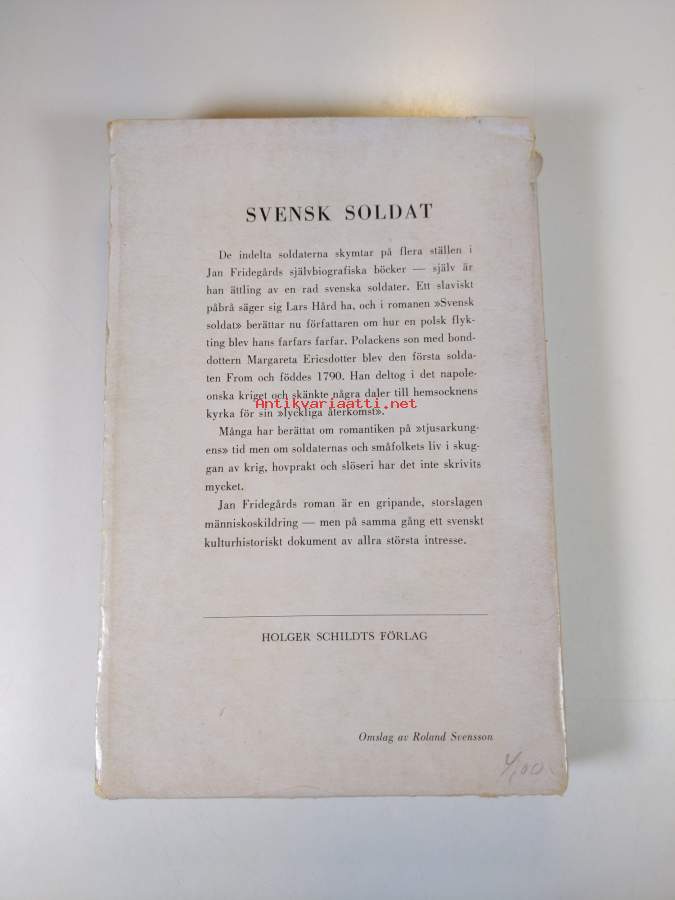 SVENSK SOLDAT
De indelta soldaterna skymtar på flera ställen i
Jan Fridegårds självbiografiska böcker — själv är
han ättling av en rad svenska soldater. Ett slaviskt
påbrå säger sig Lars Hård ha, och i romanen »Svensk
soldat» berättar nu författaren om hur en polsk flyk-
ting blev hans farfars farfar. Polackens son med bond-
dottern Margareta Ericsdotter blev den första solda-
ten From och föddes 1790. Han deltog i det napole-
onska kriget och skänkte några daler till hemsocknens
Antikvariaatti.net
kyrka för sin »lyckliga återkomst».
Många har berättat om romantiken på »tjusarkung-
ens» tid men om soldaternas och småfolkets liv i skug-
gan av krig, hovprakt och slöseri har det inte skrivits
mycket.
Jan Fridegårds roman är en gripande, storslagen
människoskildring — men på samma gång ett svenskt
kulturhistoriskt dokument av allra största intresse.
HOLGER SCHILDTS FÖRLAG
Omslag av Roland Svensson
4,00